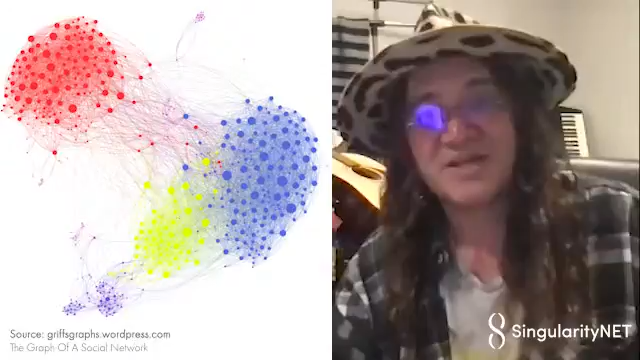 Source: griffsgraphs.wordpress.com
The Graph Of A Social Network
SingularityNET